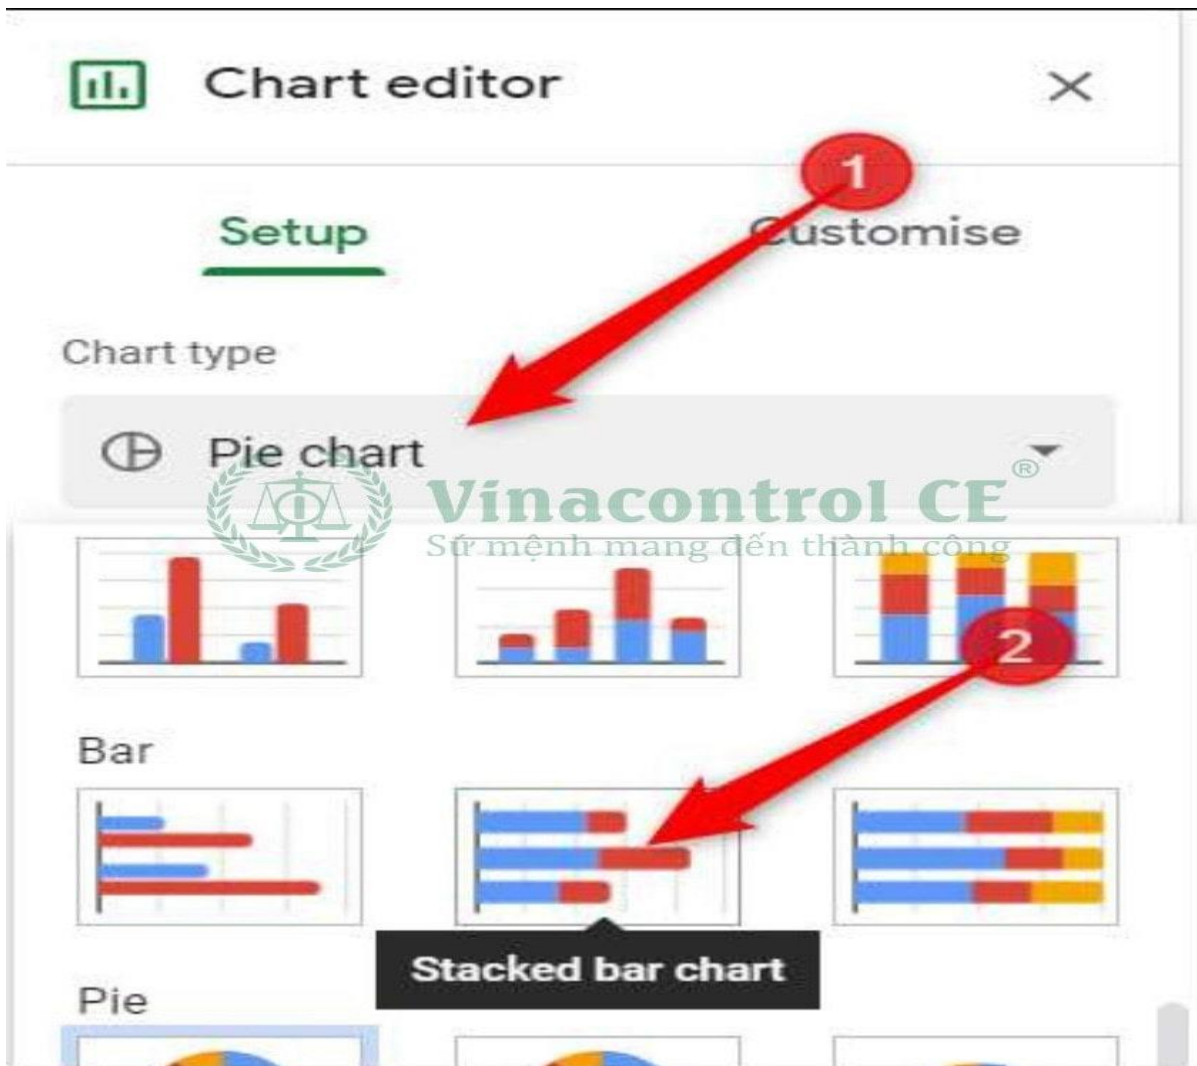 Chart editor
1
Setup
Customise
Chart type
Pie chart
Vinacontrol CE®
Sứ mệnh mang đến thành công
2
Bar
Stacked bar chart
Pie